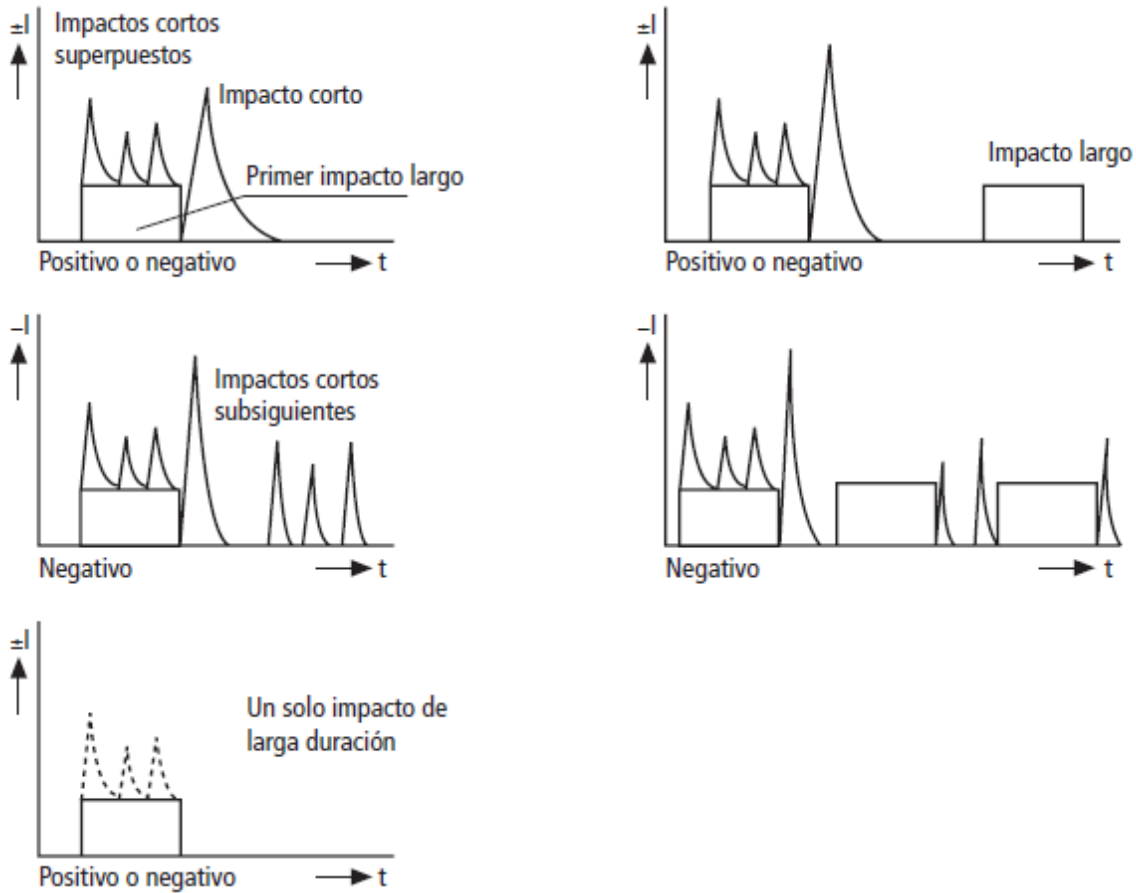 ±I
Impactos cortos
superpuestos
Impacto corto
Primer impacto largo
Positivo o negativo
t
±I
Impacto largo
Positivo o negativo
t
–I
Impactos cortos
subsiguientes
Negativo
t
–I
Negativo
t
±I
Un solo impacto de
larga duración
Positivo o negativo
t